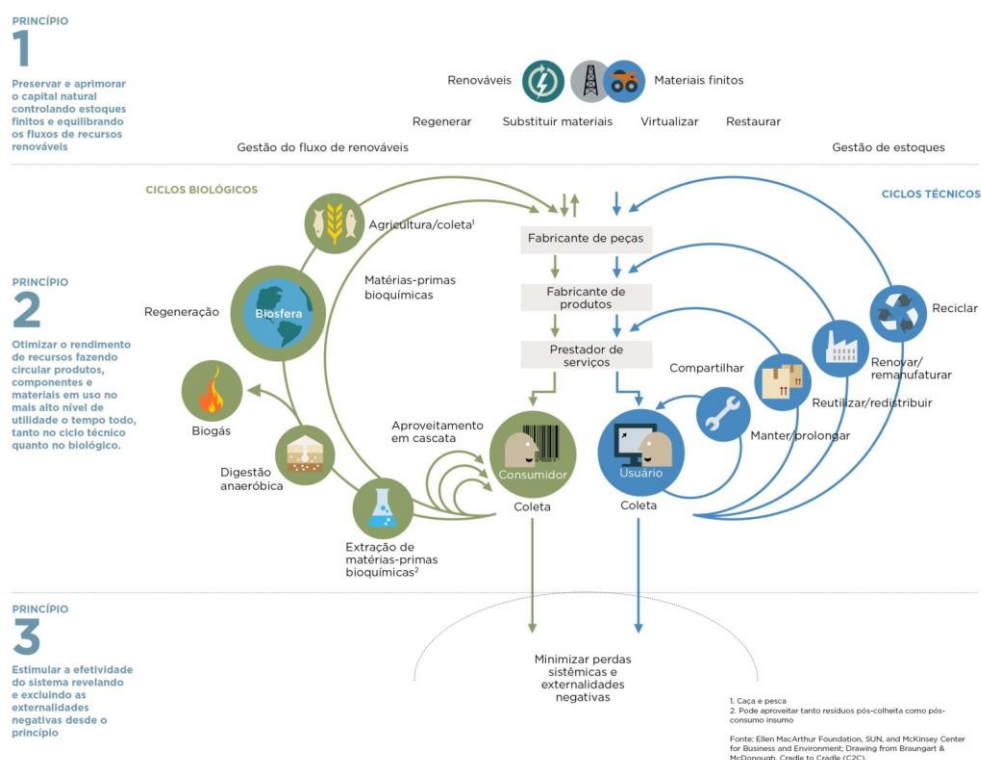 PRINCÍPIO
1
Preservar e aprimorar
o capital natural
controlando estoques
finitos e equilibrando
os fluxos de recursos
renováveis
Renováveis
Materiais finitos
Regenerar
Substituir materiais
Virtualizar
Restaurar
Gestão do fluxo de renováveis
Gestão de estoques
PRINCÍPIO
2
Otimizar o rendimento
de recursos fazendo
circular produtos,
componentes e
materiais em uso no
mais alto nível de
utilidade o tempo todo,
tanto no ciclo técnico
quanto no biológico.
CICLOS BIOLÓGICOS
CICLOS TÉCNICOS
Agricultura/coleta¹
Matérias-primas
bioquímicas
Regeneração
Biosfera
Biogás
Digestão
anaeróbica
Extração de
matérias-primas
bioquímicas²
Aproveitamento
em cascata
Fabricante de peças
Fabricante de
produtos
Prestador de
serviços
Consumidor
Coleta
Usuário
Coleta
Compartilhar
Manter/prolongar
Reutilizar/redistribuir
Renovar/
remanufaturar
Reciclar
PRINCÍPIO
3
Estimular a efetividade
do sistema revelando
e excluindo as
externalidades
negativas desde o
princípio
Minimizar perdas
sistêmicas e
externalidades
negativas
1. Caça e pesca
2. Pode aproveitar tanto resíduos pós-colheita como pós-
consumo insumo
Fonte: Ellen MacArthur Foundation, SUN, and McKinsey Center
for Business and Environment; Drawing from Braungart &
McDonough, Cradle to Cradle (C2C).